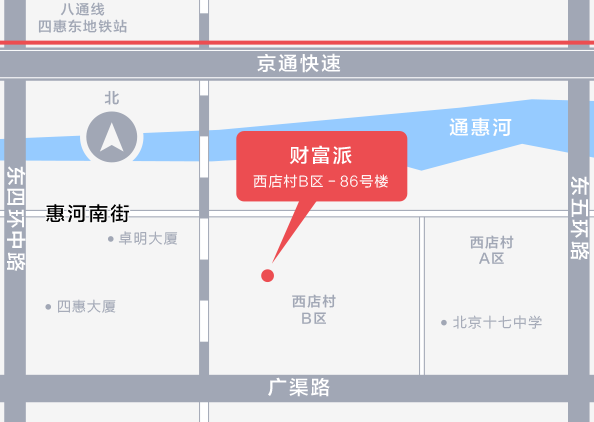 八通线
四惠东地铁站
京通快速
北
通惠河
财富派
西店村B区－86号楼
东四环中路
惠河南街
东五环路
卓明大厦
西店村
A区
四惠大厦
西店村
B区
北京十七中学
广渠路